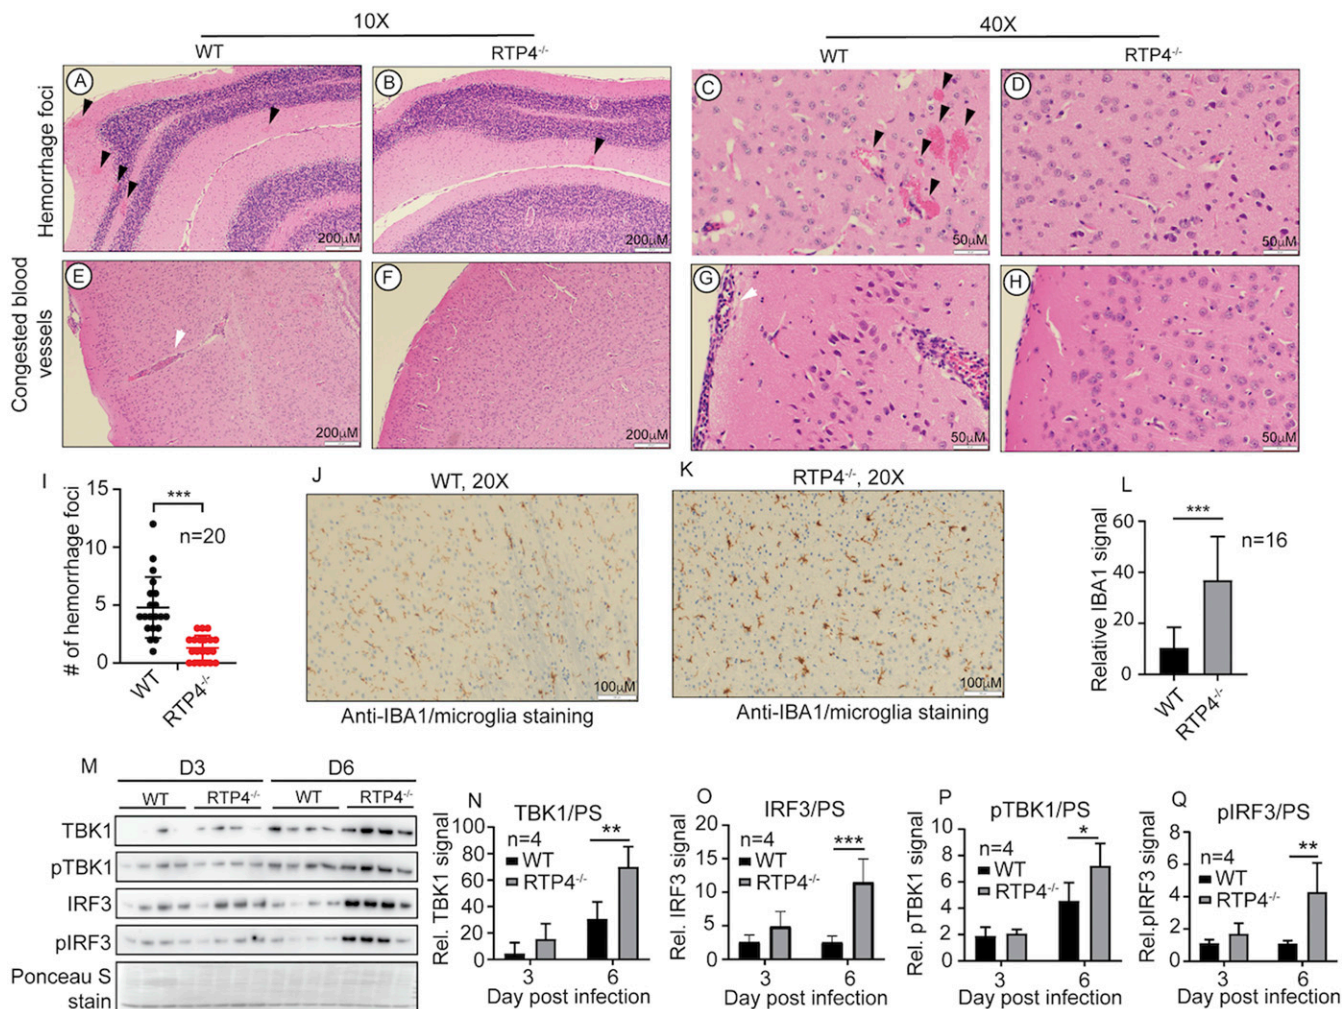 10X
40X
WT
RTP4-/-
WT
RTP4-/-
Hemorrhage foci
A
200µM
B
200µM
C
50µM
D
50µM
Congested blood
vessels
E
200µM
F
200µM
G
50µM
H
50µM
I
15
10
5
0
# of hemorrhage foci
***
n=20
WT
RTP4-/-
J
WT, 20X
100µM
Anti-IBA1/microglia staining
K
RTP4-/-, 20X
100µM
Anti-IBA1/microglia staining
L
60
40
20
0
Relative IBA1 signal
***
n=16
WT
RTP4-/-
M
D3
D6
WT
RTP4-/-
WT
RTP4-/-
TBK1
pTBK1
IRF3
pIRF3
Ponceau S
stain
N
TBK1/PS
Rel. TBK1 signal
100
80
60
40
20
0
n=4
WT
RTP4-/-
**
3
6
Day post infection
O
IRF3/PS
Rel. IRF3 signal
20
15
10
5
0
n=4
WT
RTP4-/-
***
3
6
Day post infection
P
pTBK1/PS
Rel. pTBK1 signal
10
8
6
4
2
0
n=4
WT
RTP4-/-
*
3
6
Day post infection
Q
pIRF3/PS
Rel.pIRF3 signal
8
6
4
2
0
n=4
WT
RTP4-/-
**
3
6
Day post infection